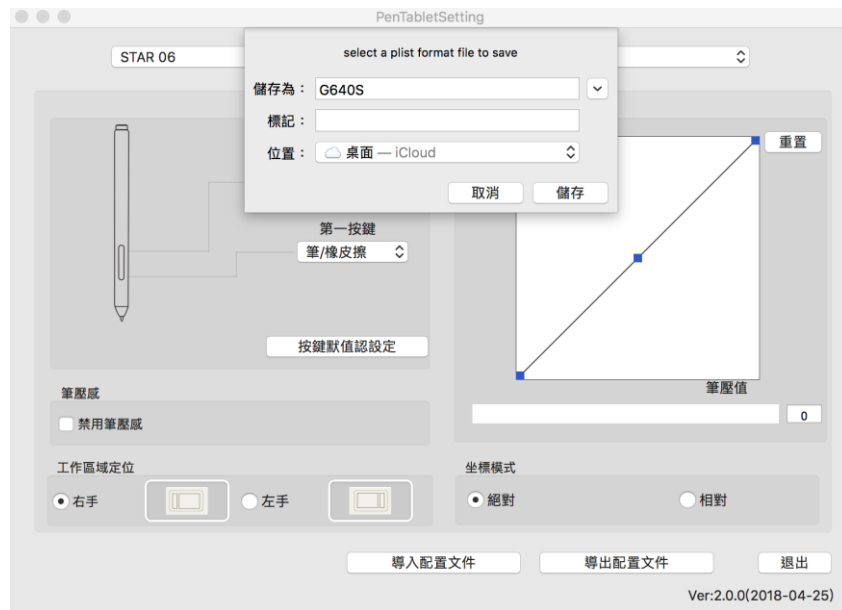 PenTabletSetting
STAR 06
select a plist format file to save
儲存為：
G640S
標記：
位置：
桌面 — iCloud
取消
儲存
重置
第一按鍵
筆/橡皮擦
按鍵默值認設定
筆壓感
禁用筆壓感
筆壓值
0
工作區域定位
右手
左手
坐標模式
絕對
相對
導入配置文件
導出配置文件
退出
Ver:2.0.0(2018-04-25)